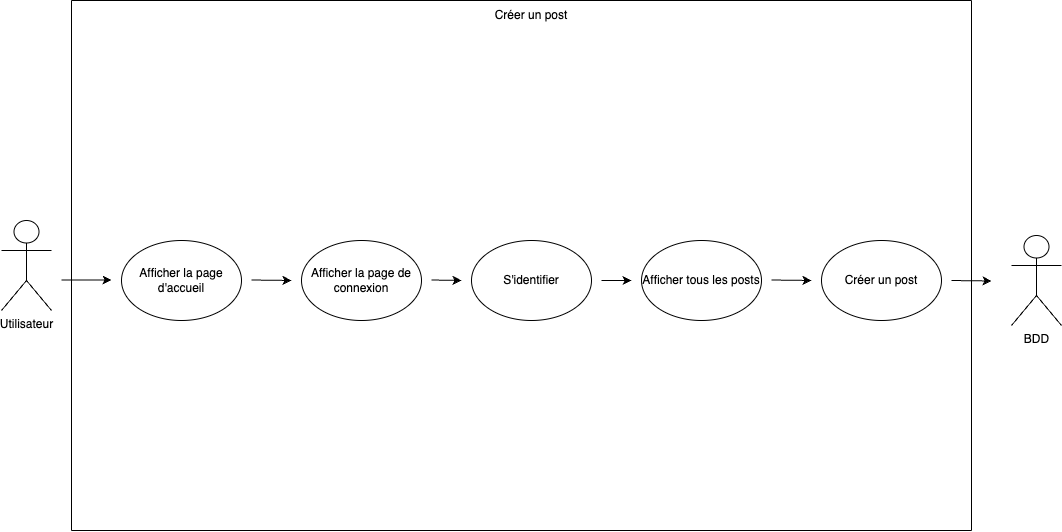 Créer un post
Utilisateur
Afficher la page
d'accueil
Afficher la page de
connexion
S'identifier
Afficher tous les posts
Créer un post
BDD